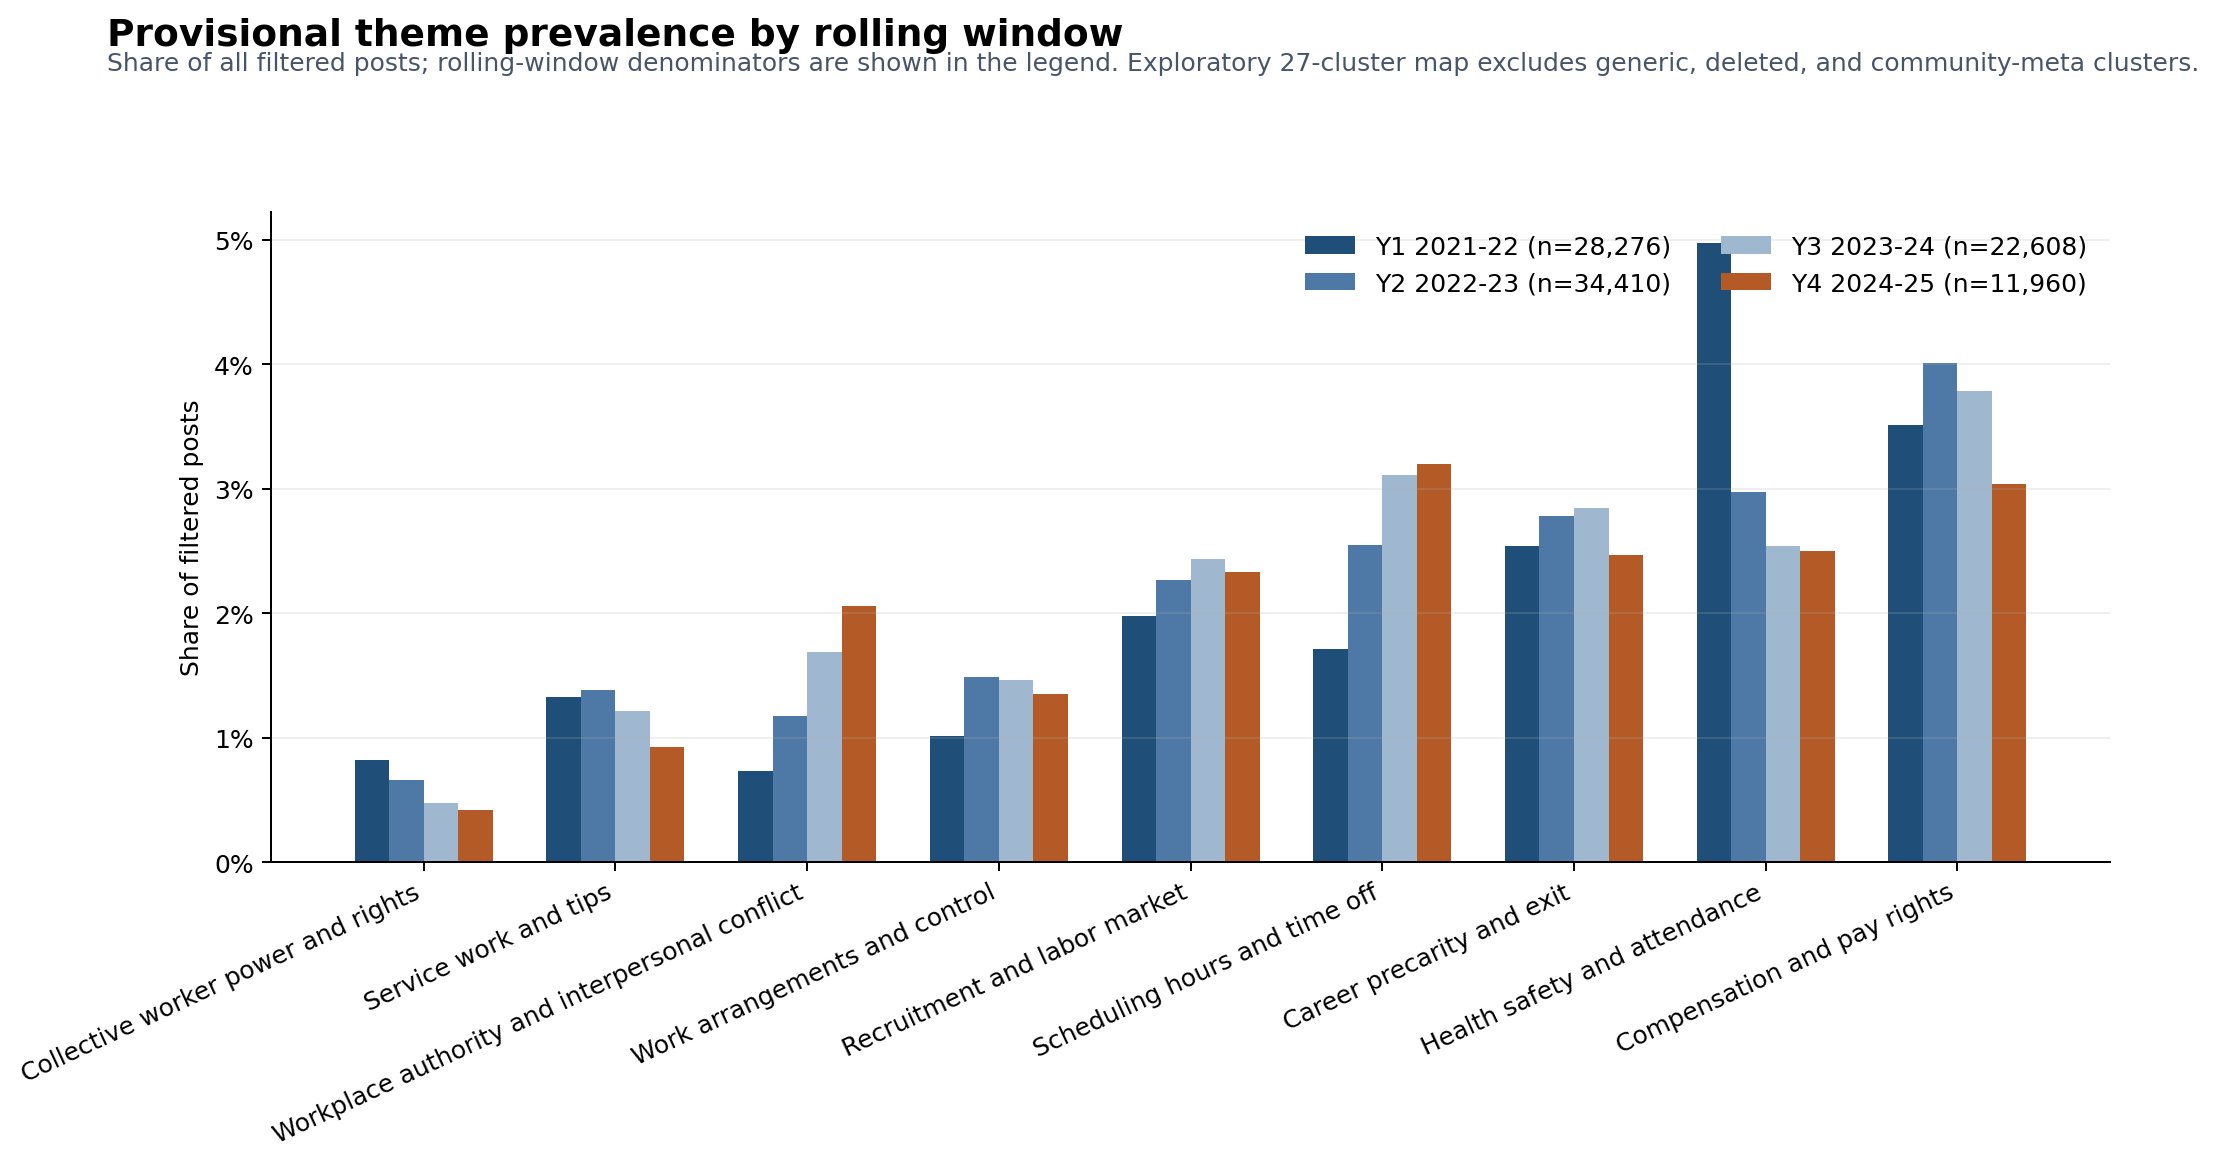 Provisional theme prevalence by rolling window
Share of all filtered posts; rolling-window denominators are shown in the legend. Exploratory 27-cluster map excludes generic, deleted, and community-meta clusters.
Y1 2021-22 (n=28,276)
Y2 2022-23 (n=34,410)
Y3 2023-24 (n=22,608)
Y4 2024-25 (n=11,960)
Share of filtered posts
5%
4%
3%
2%
1%
0%
Collective worker power and rights
Service work and tips
Workplace authority and interpersonal conflict
Work arrangements and control
Recruitment and labor market
Scheduling hours and time off
Career precarity and exit
Health safety and attendance
Compensation and pay rights